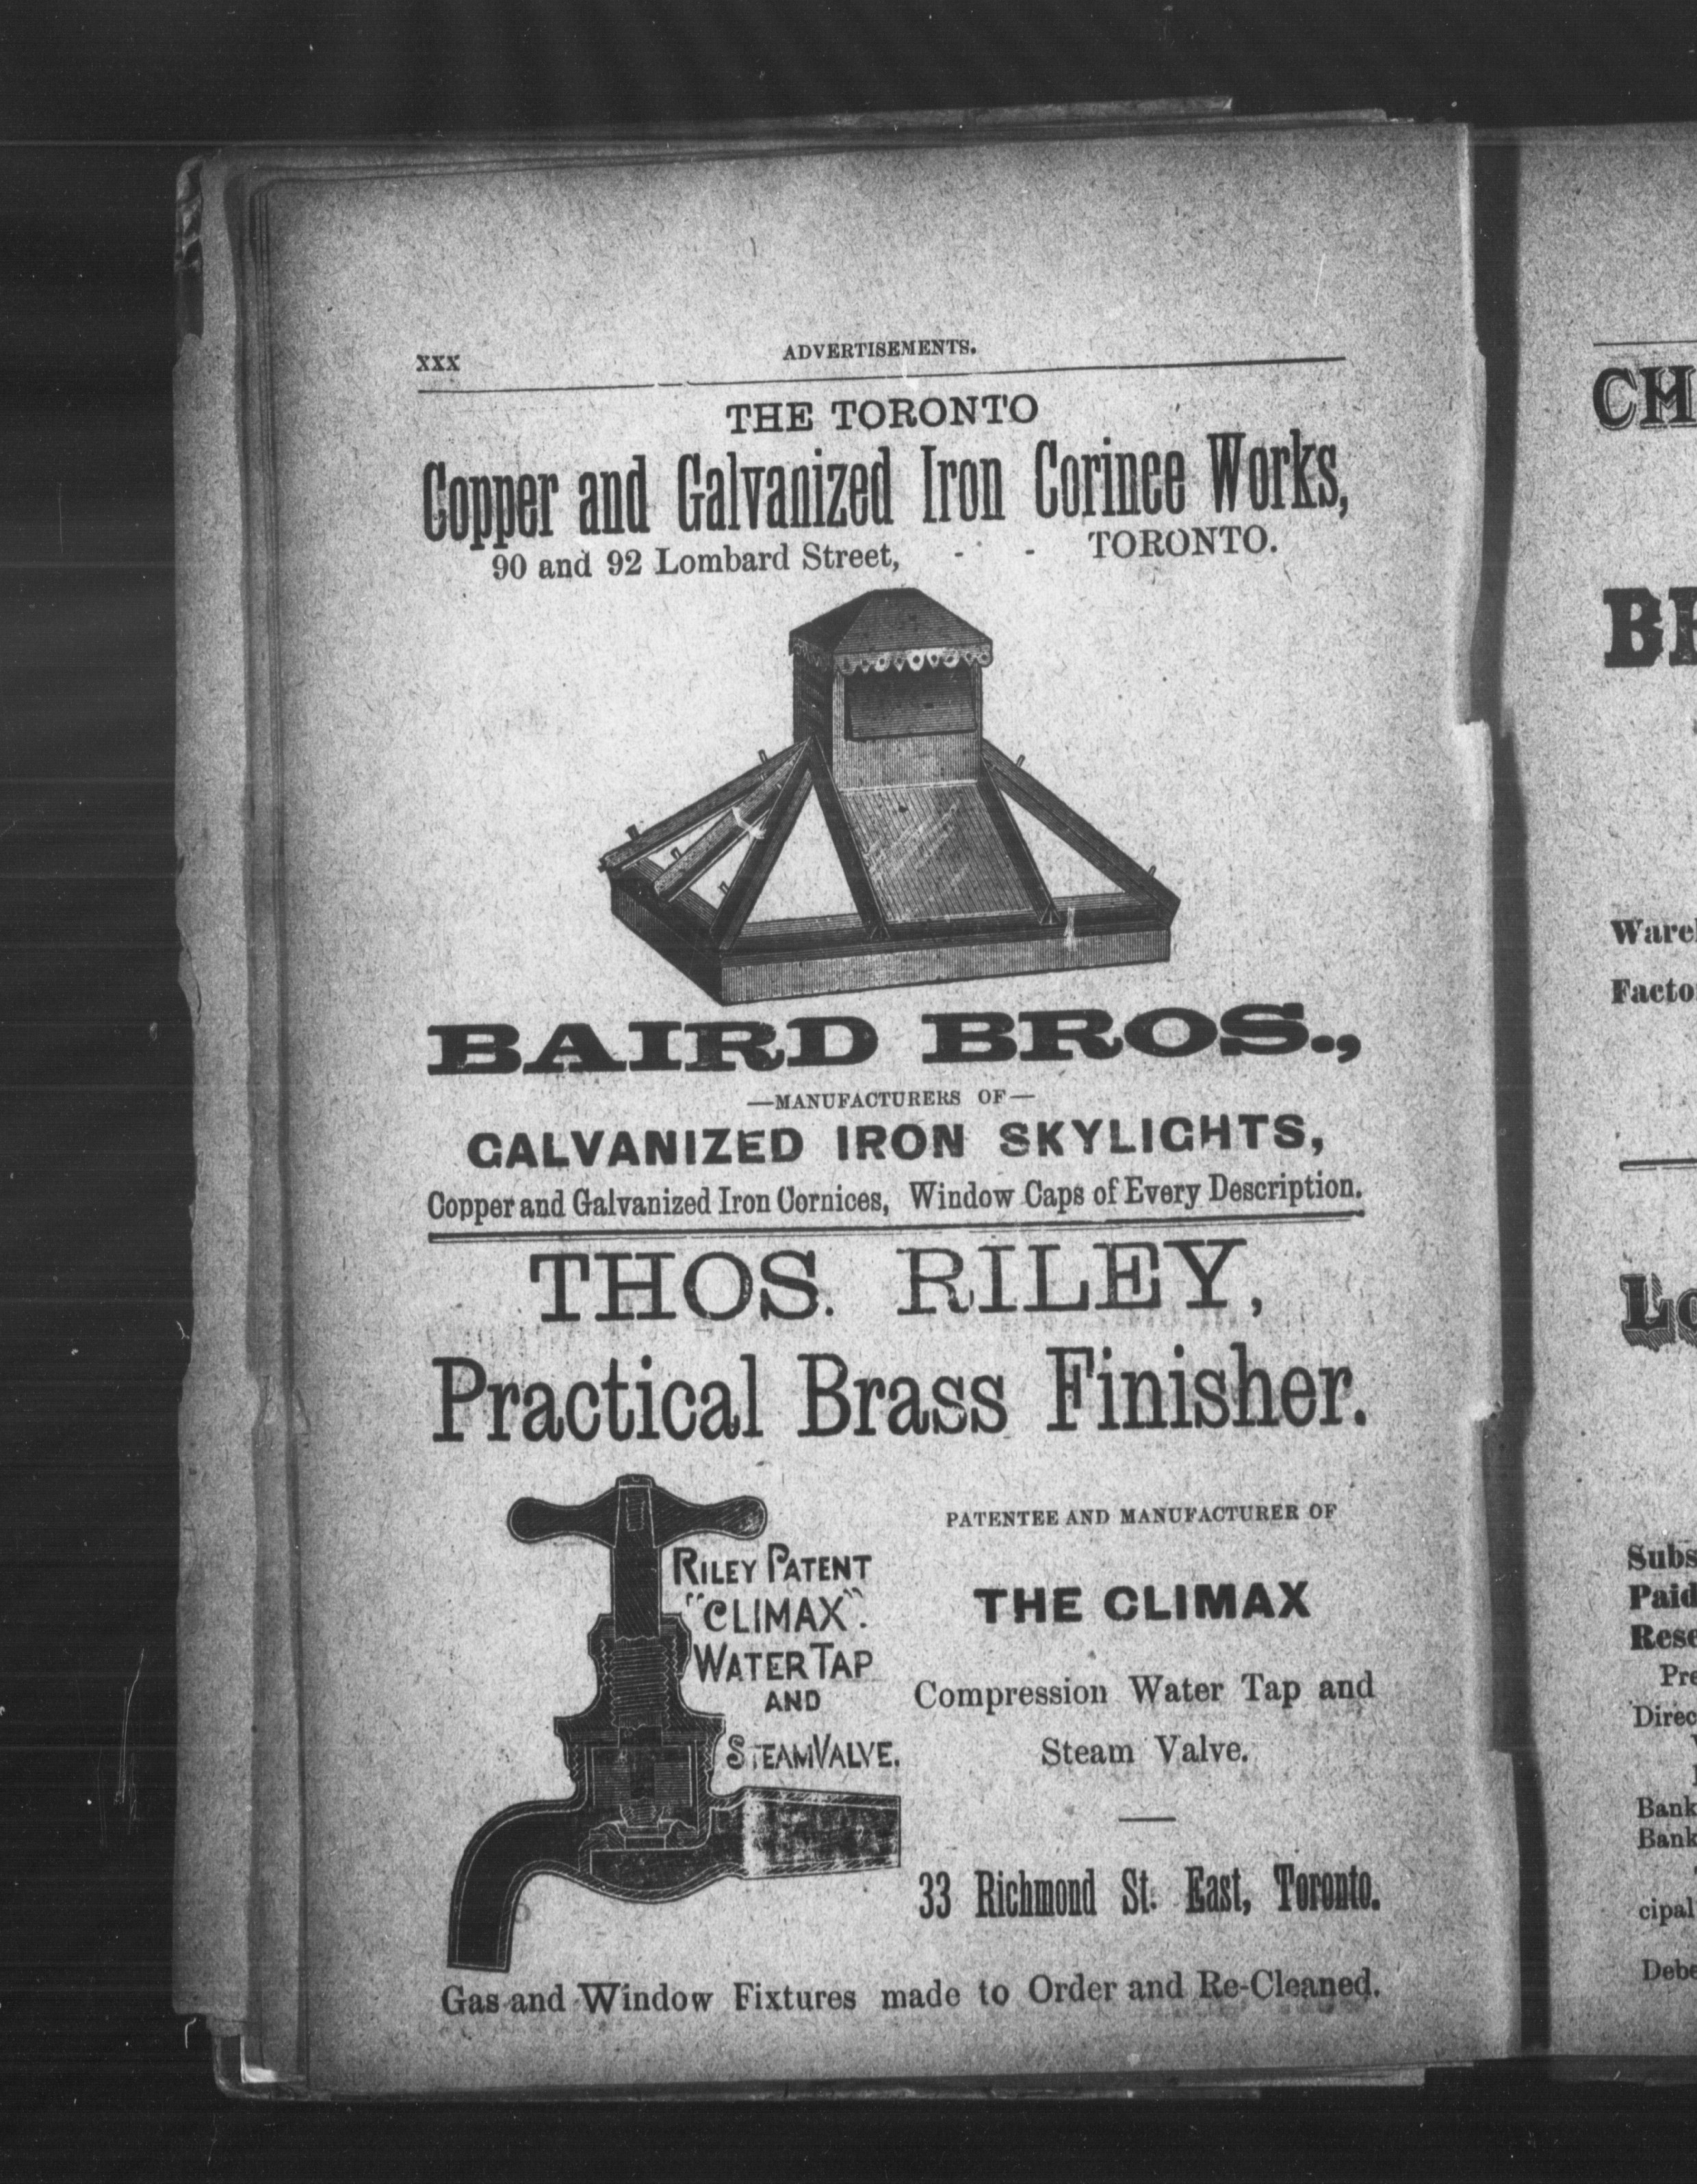 xxx
ADVERTISEMENTS.
THE TORONTO
Copper and Galvanized Iron Corince Works,
90 and 92 Lombard Street, - - TORONTO.
BAIRD BROS.,
—MANUFACTURERS OF—
GALVANIZED IRON SKYLIGHTS,
Copper and Galvanized Iron Cornices, Window Caps of Every Description.
THOS. RILEY,
Practical Brass Finisher.
RILEY PATENT
"CLIMAX".
WATER TAP
AND
STEAM VALVE.
PATENTEE AND MANUFACTURER OF
THE CLIMAX
Compression Water Tap and
Steam Valve.
33 Richmond St. East, Toronto.
Gas and Window Fixtures made to Order and Re-Cleaned.
CH
Subs
Paid
Rese
Pre
Direc
Bank
Bank
cipal
Debe